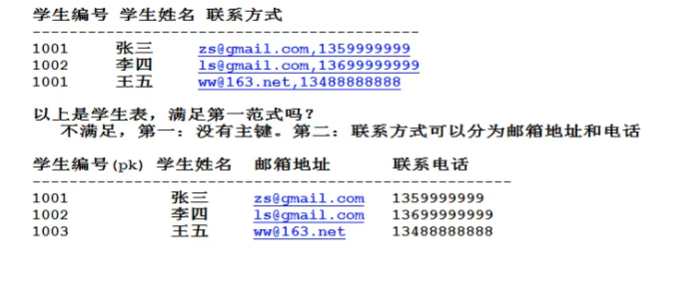 学生编号 学生姓名 联系方式
------------------------------------------
1001 张三 zs@gmail.com,1359999999
1002 李四 ls@gmail.com,13699999999
1001 王五 ww@163.net,13488888888
以上是学生表，满足第一范式吗？
不满足，第一：没有主键。第二：联系方式可以分为邮箱地址和电话
学生编号(pk) 学生姓名 邮箱地址 联系电话
----------------------------------------------------
1001 张三 zs@gmail.com 1359999999
1002 李四 ls@gmail.com 13699999999
1003 王五 ww@163.net 13488888888